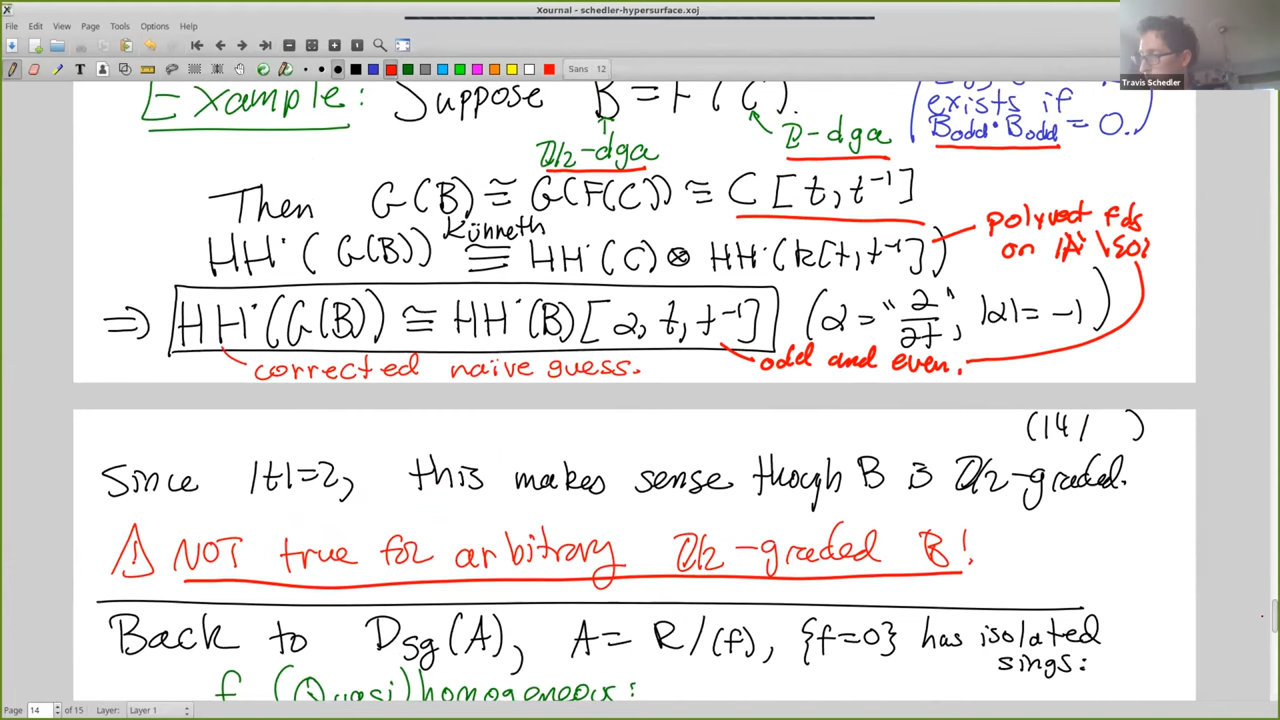 Xournal - schedler-hypersurface.xoj
File Edit View Page Tools Options Help
Sans 12
Travis Schedler
Example: Suppose B = F(C).
exists if
Bodd·Bodd = 0.
ℤ/2-dga
ℤ-dga
Then G(B) ≅ G(F(C)) ≅ C[t,t⁻¹]
Künneth
HH˙(G(B)) ≅ HH˙(C) ⊗ HH˙(k[t,t⁻¹])
polyvect fds
on 𝔸¹\{0}
⇒ HH˙(G(B)) ≅ HH˙(B)[α,t,t⁻¹] (α = "∂/∂t", |α| = -1)
corrected naïve guess.
odd and even.
(14/ )
Since |t|=2, this makes sense though B is ℤ/2-graded.
⚠ NOT true for arbitrary ℤ/2-graded B!
Back to Dsg(A), A = R/(f), {f=0} has isolated
sings:
f (quasi)homogeneous:
Page 14 of 15 Layer: Layer 1